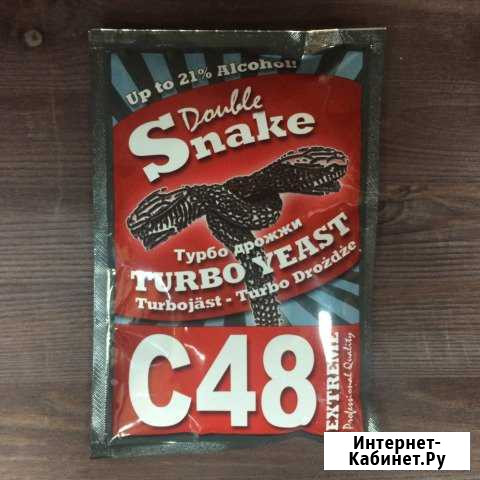 Up to 21% Alcohol!
Double
Snake
Турбо дрожжи
TURBO YEAST
Turbojäst - Turbo Drożdże
C48
EXTREME
Professional Quality
Интернет-
Кабинет.Ру